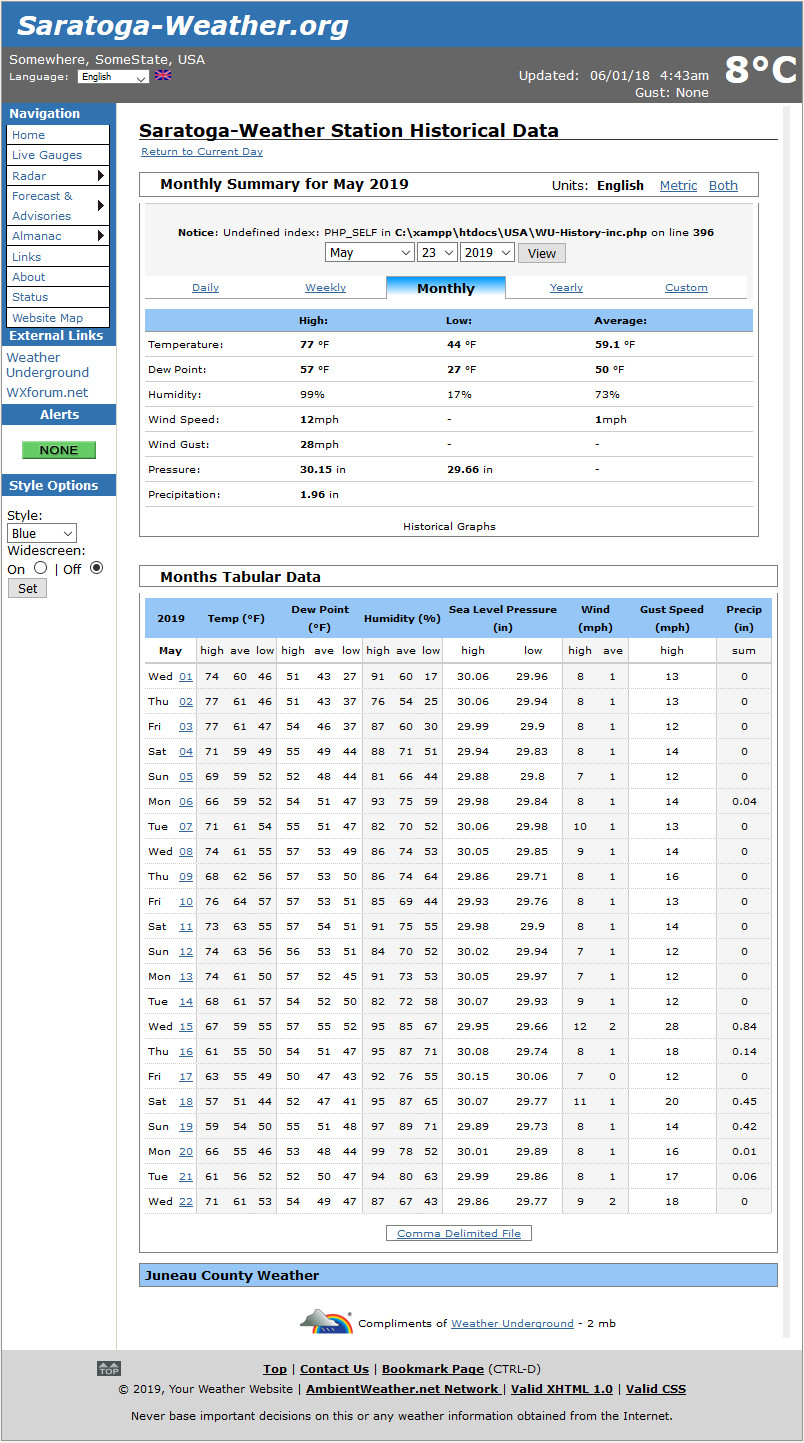 Saratoga-Weather.org
Somewhere, SomeState, USA
Language: English
Updated: 06/01/18 4:43am
8°C
Gust: None
Navigation
Home
Live Gauges
Radar
Forecast &
Advisories
Almanac
Links
About
Status
Website Map
External Links
Weather
Underground
WXforum.net
Alerts
NONE
Style Options
Style:
Blue
Widescreen:
On | Off
Set
Saratoga-Weather Station Historical Data
Return to Current Day
Monthly Summary for May 2019 Units: English Metric Both
Notice: Undefined index: PHP_SELF in C:\xampp\htdocs\USA\WU-History-inc.php on line 396
May 23 2019 View
Daily Weekly Monthly Yearly Custom
High: Low: Average:
Temperature: 77 °F 44 °F 59.1 °F
Dew Point: 57 °F 27 °F 50 °F
Humidity: 99% 17% 73%
Wind Speed: 12mph - 1mph
Wind Gust: 28mph - -
Pressure: 30.15 in 29.66 in -
Precipitation: 1.96 in
Historical Graphs
Months Tabular Data
2019 Temp (°F) Dew Point (°F) Humidity (%) Sea Level Pressure (in) Wind (mph) Gust Speed (mph) Precip (in)
May high ave low high ave low high ave low high low high ave high sum
Wed 01 74 60 46 51 43 27 91 60 17 30.06 29.96 8 1 13 0
Thu 02 77 61 46 51 43 37 76 54 25 30.06 29.94 8 1 13 0
Fri 03 77 61 47 54 46 37 87 60 30 29.99 29.9 8 1 12 0
Sat 04 71 59 49 55 49 44 88 71 51 29.94 29.83 8 1 14 0
Sun 05 69 59 52 52 48 44 81 66 44 29.88 29.8 7 1 12 0
Mon 06 66 59 52 54 51 47 93 75 59 29.98 29.84 8 1 14 0.04
Tue 07 71 61 54 55 51 47 82 70 52 30.06 29.98 10 1 13 0
Wed 08 74 61 55 57 53 49 86 74 53 30.05 29.85 9 1 14 0
Thu 09 68 62 56 57 53 50 86 74 64 29.86 29.71 8 1 16 0
Fri 10 76 64 57 57 53 51 85 69 44 29.93 29.76 8 1 13 0
Sat 11 73 63 55 57 54 51 91 75 55 29.98 29.9 8 1 14 0
Sun 12 74 63 56 56 53 51 84 70 52 30.02 29.94 7 1 12 0
Mon 13 74 61 50 57 52 45 91 73 53 30.05 29.97 7 1 12 0
Tue 14 68 61 57 54 52 50 82 72 58 30.07 29.93 9 1 12 0
Wed 15 67 59 55 57 55 52 95 85 67 29.95 29.66 12 2 28 0.84
Thu 16 61 55 50 54 51 47 95 87 71 30.08 29.74 8 1 18 0.14
Fri 17 63 55 49 50 47 43 92 76 55 30.15 30.06 7 0 12 0
Sat 18 57 51 44 52 47 41 95 87 65 30.07 29.77 11 1 20 0.45
Sun 19 59 54 50 55 51 48 97 89 71 29.89 29.73 8 1 14 0.42
Mon 20 66 55 46 53 48 44 99 78 52 30.01 29.89 8 1 16 0.01
Tue 21 61 56 52 52 50 47 94 80 63 29.99 29.86 8 1 17 0.06
Wed 22 71 61 53 54 49 47 87 67 43 29.86 29.77 9 2 18 0
Comma Delimited File
Juneau County Weather
Compliments of Weather Underground - 2 mb
TOP
Top | Contact Us | Bookmark Page (CTRL-D)
© 2019, Your Weather Website | AmbientWeather.net Network | Valid XHTML 1.0 | Valid CSS
Never base important decisions on this or any weather information obtained from the Internet.